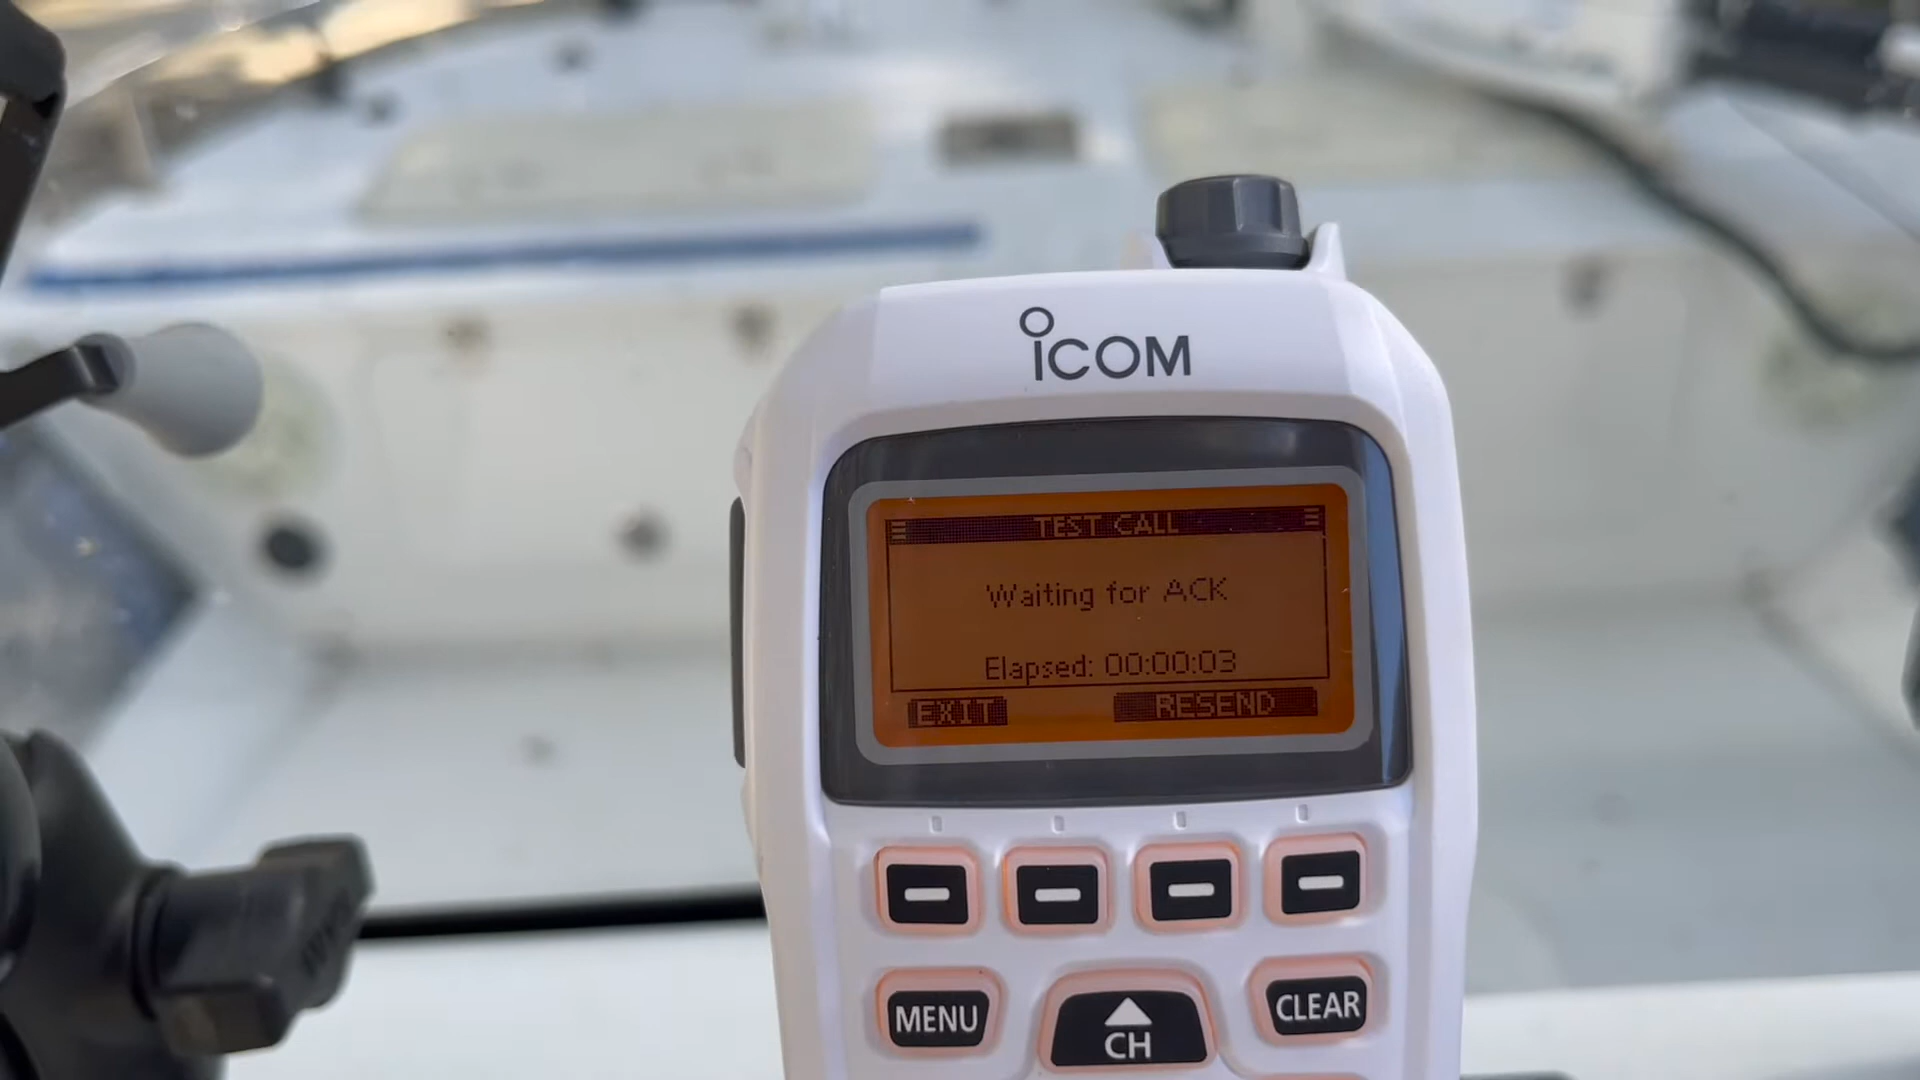 ICOM
TEST CALL
Waiting for ACK
Elapsed: 00:00:03
EXIT RESEND
MENU CH CLEAR